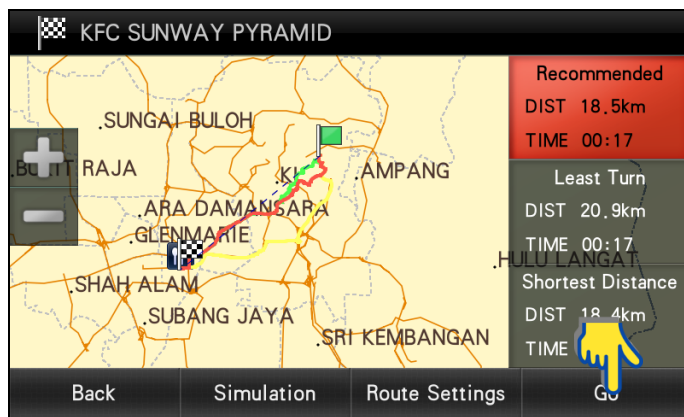 KFC SUNWAY PYRAMID
Recommended
DIST 18.5km
TIME 00:17
Least Turn
DIST 20.9km
TIME 00:17
Shortest Distance
DIST 18.4km
TIME
.SUNGAI BULOH
RAJA
.AMPANG
.ARA DAMANSARA
.GLENMARIE
.HULU LANGAT
.SHAH ALAM
.SUBANG JAYA
.SRI KEMBANGAN
Back
Simulation
Route Settings
Go